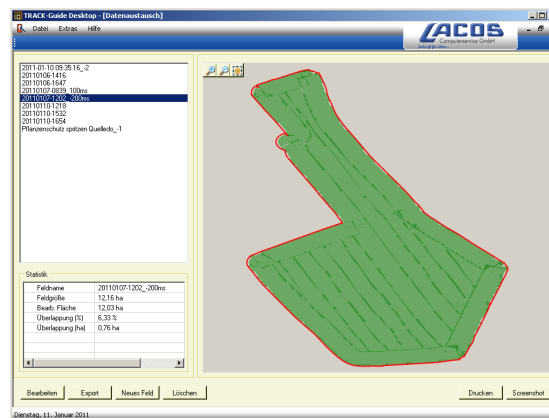 TRACK-Guide Desktop - [Datenaustausch]
Datei Extras Hilfe
LACOS
Computerservice GmbH
2011-01-10 09:35:16_-2
20110106-1416
20110106-1647
20110107-0839_100ms
20110107-1202_-200ms
20110110-1218
20110110-1532
20110110-1654
Pflanzenschutz spritzen Quelledo_-1
Statistik
Feldname 20110107-1202_-200ms
Feldgröße 12,16 ha
Bearb. Fläche 12,03 ha
Überlappung (%) 6,33 %
Überlappung (ha) 0,76 ha
Bearbeiten Export Neues Feld Löschen Drucken Screenshot
Dienstag, 11. Januar 2011